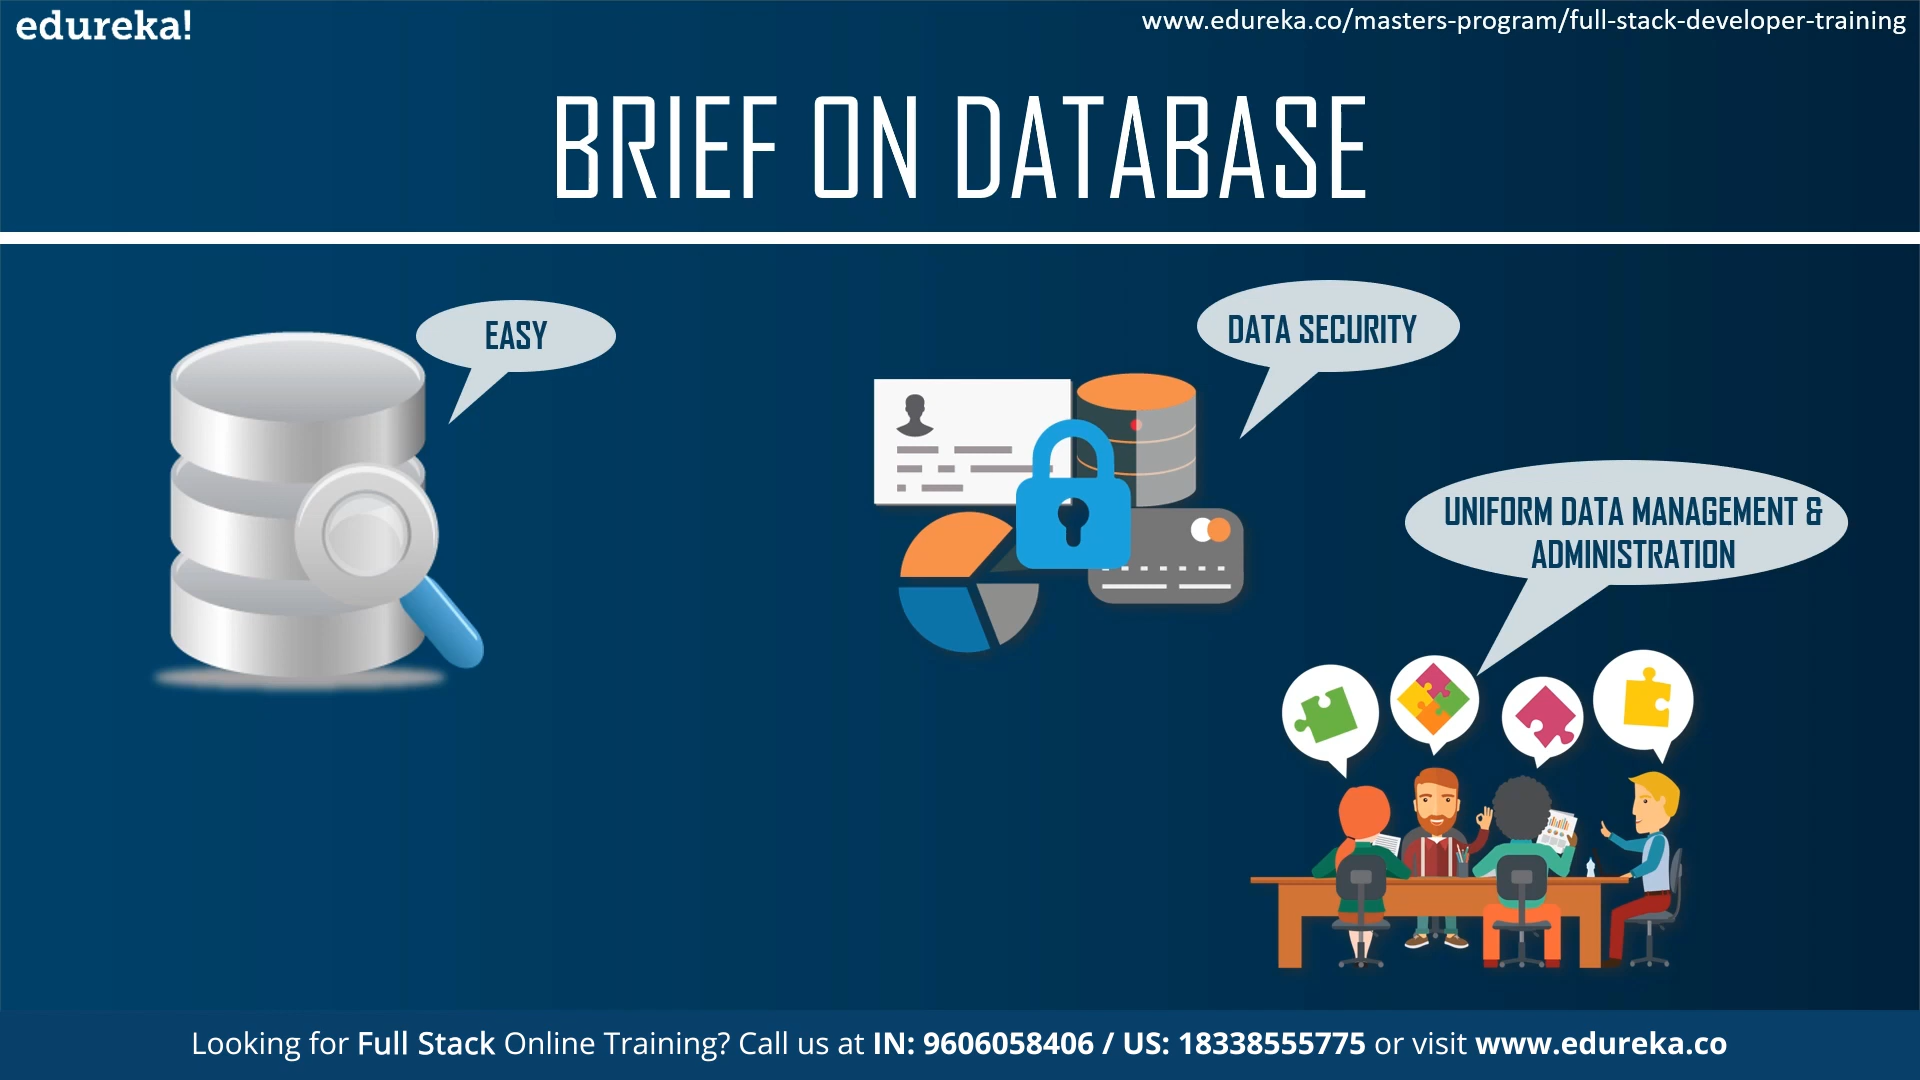 edureka!
www.edureka.co/masters-program/full-stack-developer-training
BRIEF ON DATABASE
EASY
DATA SECURITY
UNIFORM DATA MANAGEMENT &
ADMINISTRATION
Looking for Full Stack Online Training? Call us at IN: 9606058406 / US: 18338555775 or visit www.edureka.co